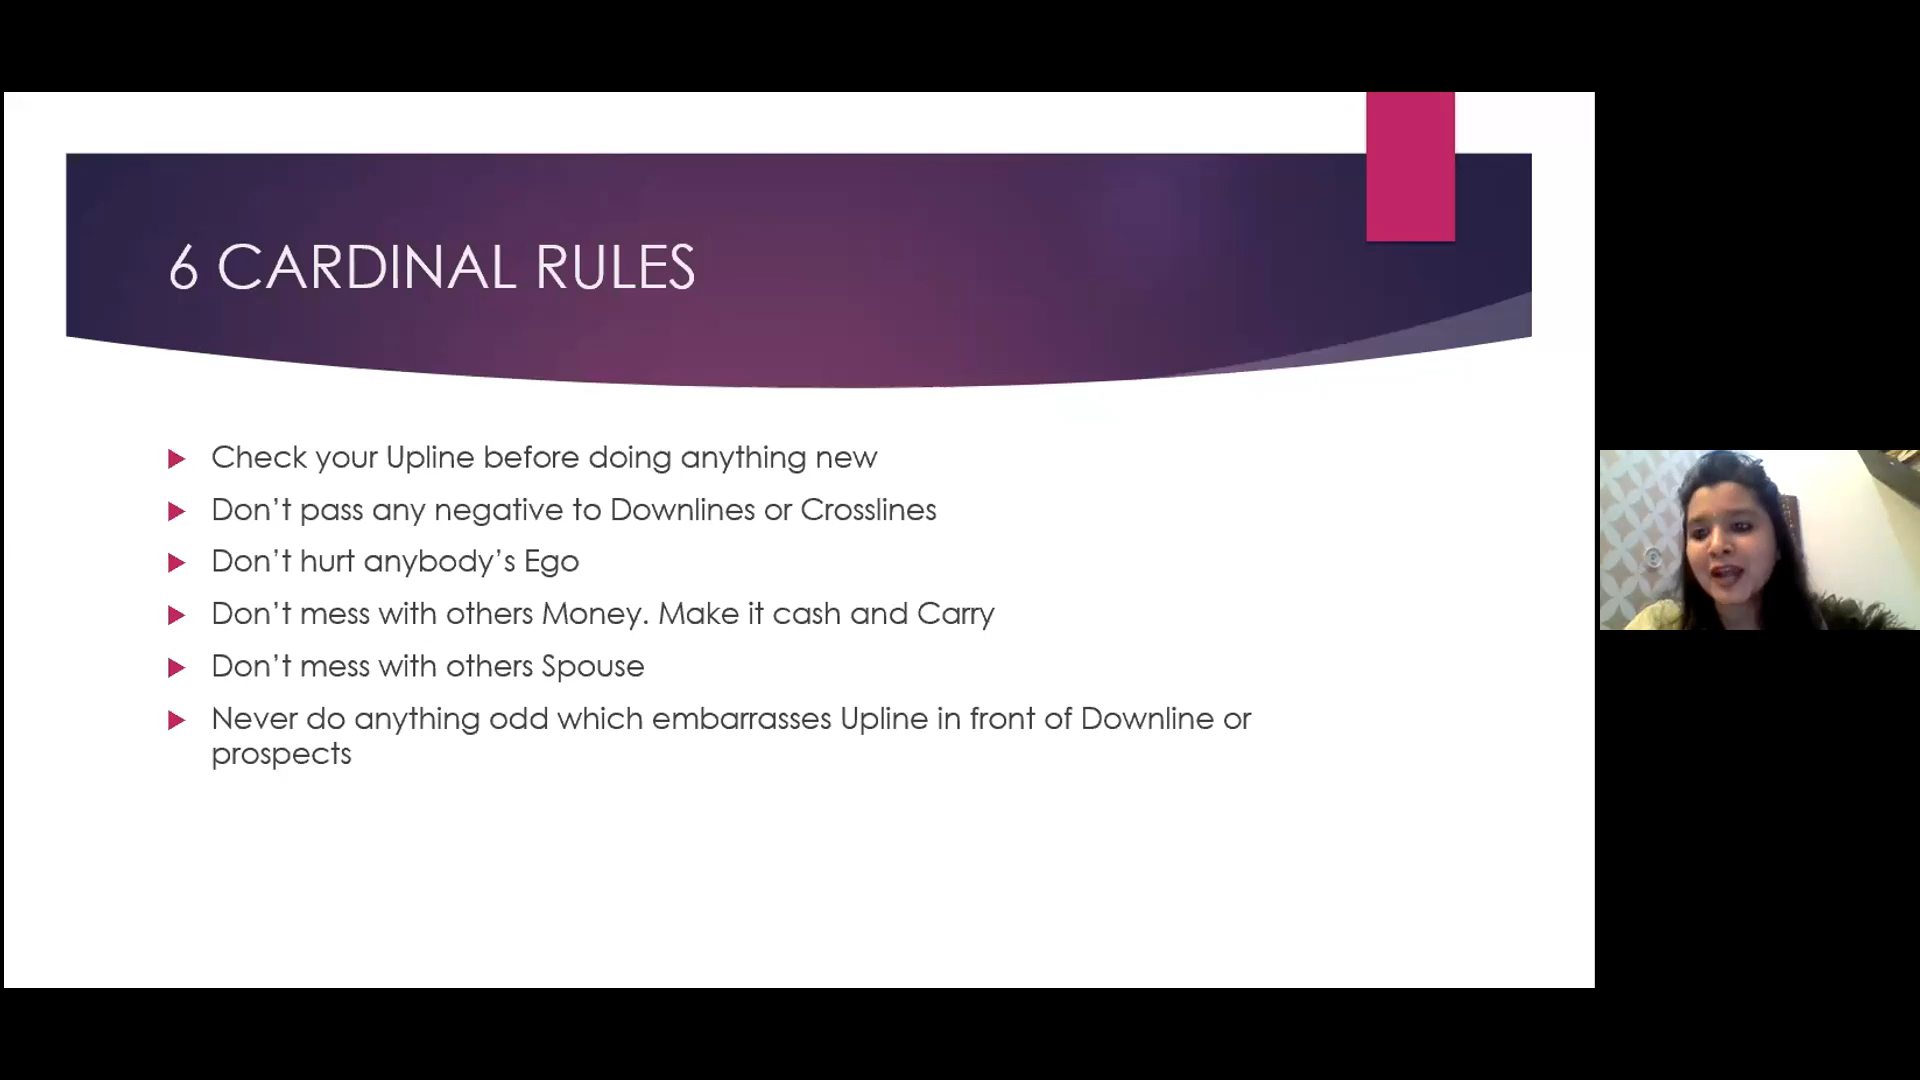 6 CARDINAL RULES
Check your Upline before doing anything new
Don’t pass any negative to Downlines or Crosslines
Don’t hurt anybody’s Ego
Don’t mess with others Money. Make it cash and Carry
Don’t mess with others Spouse
Never do anything odd which embarrasses Upline in front of Downline or
prospects